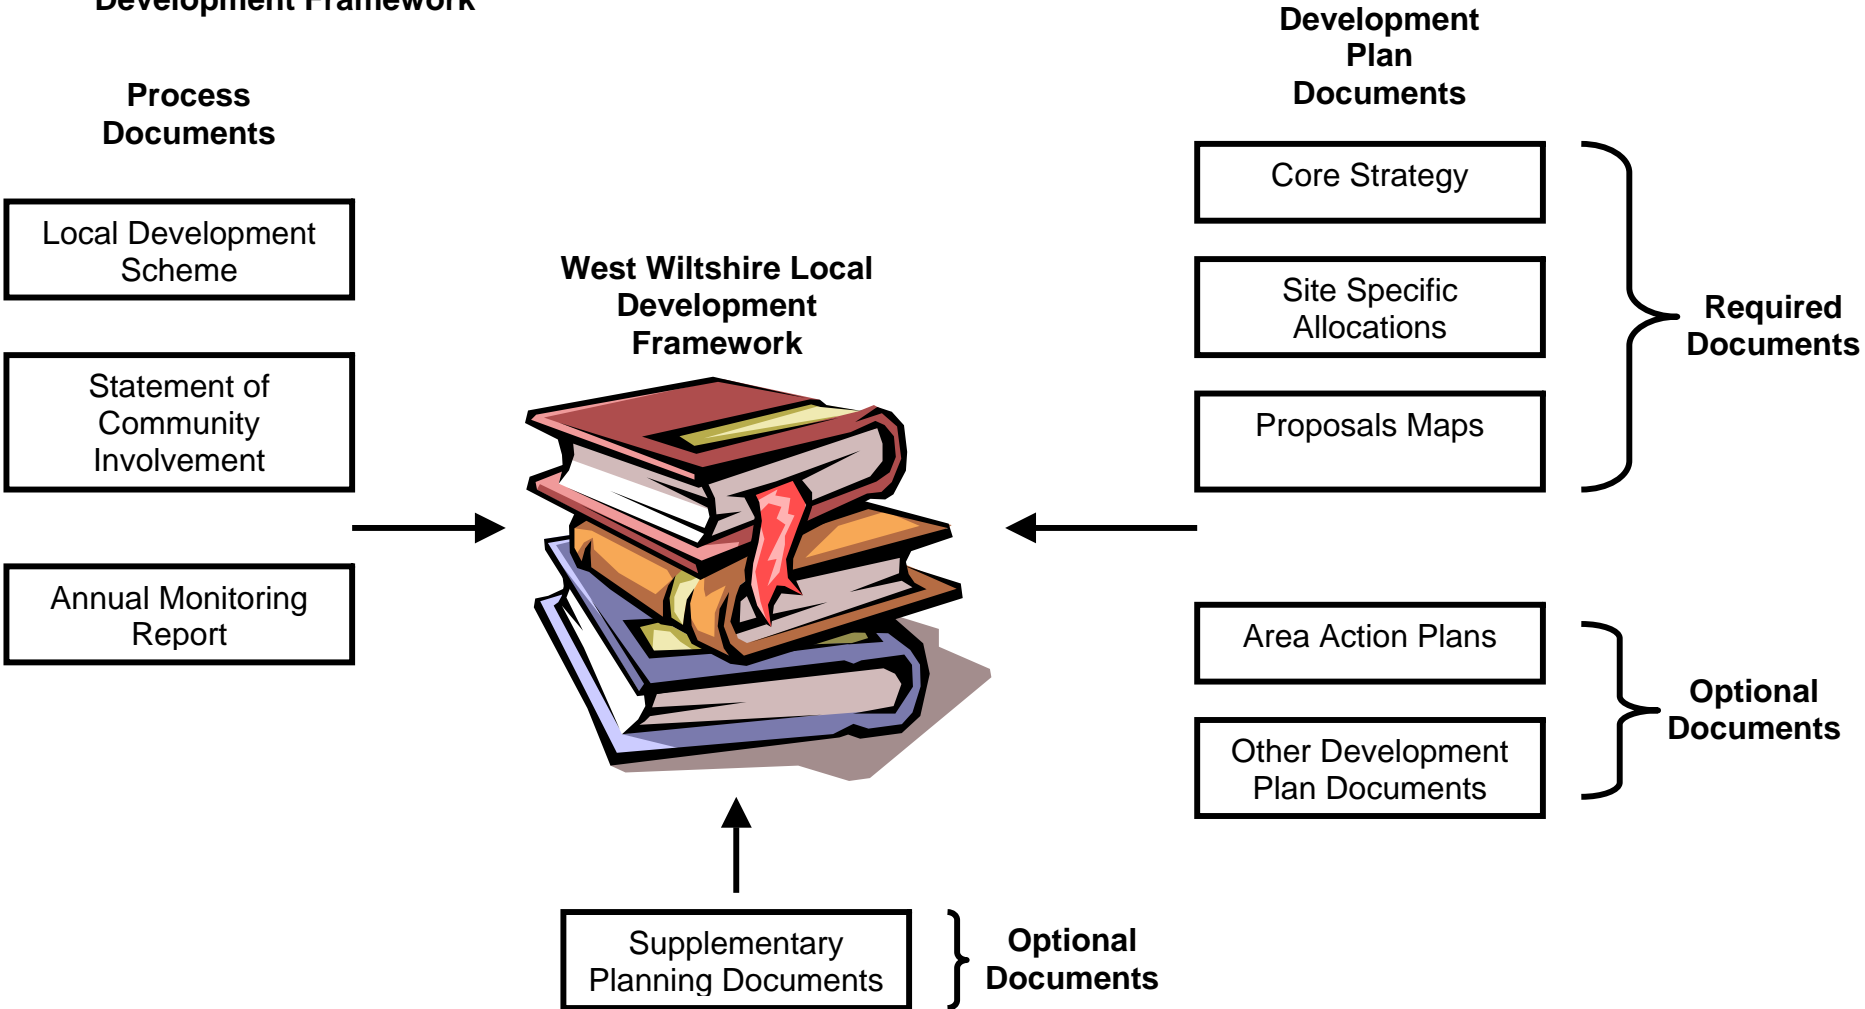 Development Framework
Process
Documents
Local Development
Scheme
Statement of
Community
Involvement
Annual Monitoring
Report
West Wiltshire Local
Development
Framework
Supplementary
Planning Documents
Optional
Documents
Development
Plan
Documents
Core Strategy
Site Specific
Allocations
Proposals Maps
Required
Documents
Area Action Plans
Other Development
Plan Documents
Optional
Documents